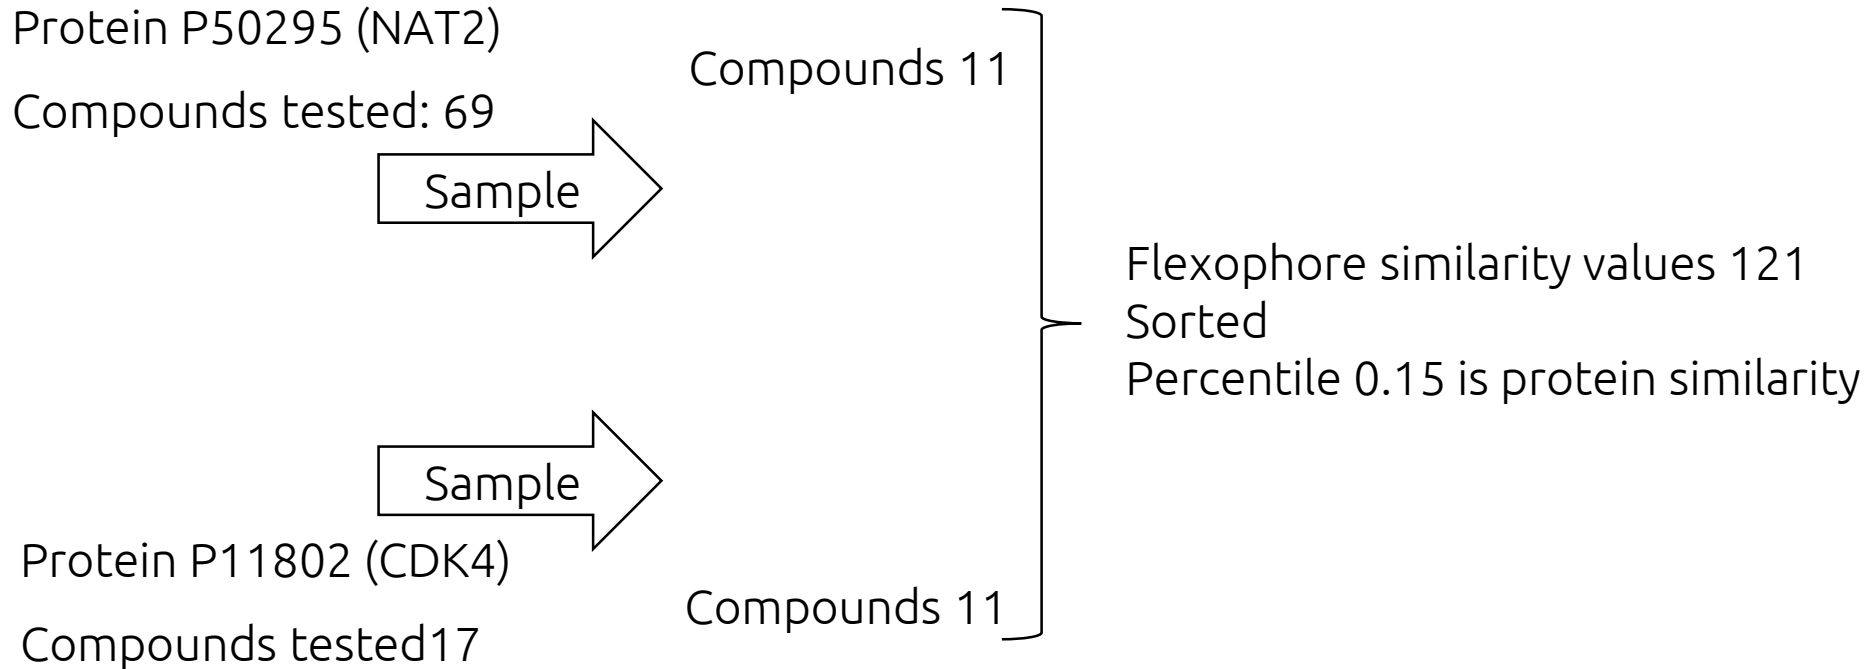 Protein P50295 (NAT2)
Compounds tested: 69
Sample
Compounds 11
Flexophore similarity values 121
Sorted
Percentile 0.15 is protein similarity
Sample
Protein P11802 (CDK4)
Compounds tested17
Compounds 11